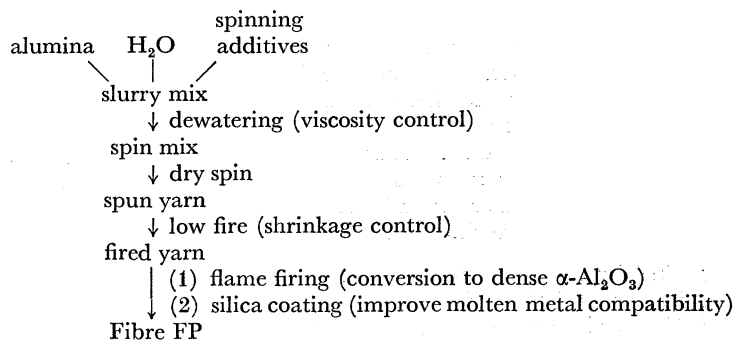 spinning
alumina H₂O additives
slurry mix
↓ dewatering (viscosity control)
spin mix
↓ dry spin
spun yarn
↓ low fire (shrinkage control)
fired yarn
(1) flame firing (conversion to dense α-Al₂O₃)
(2) silica coating (improve molten metal compatibility)
Fibre FP